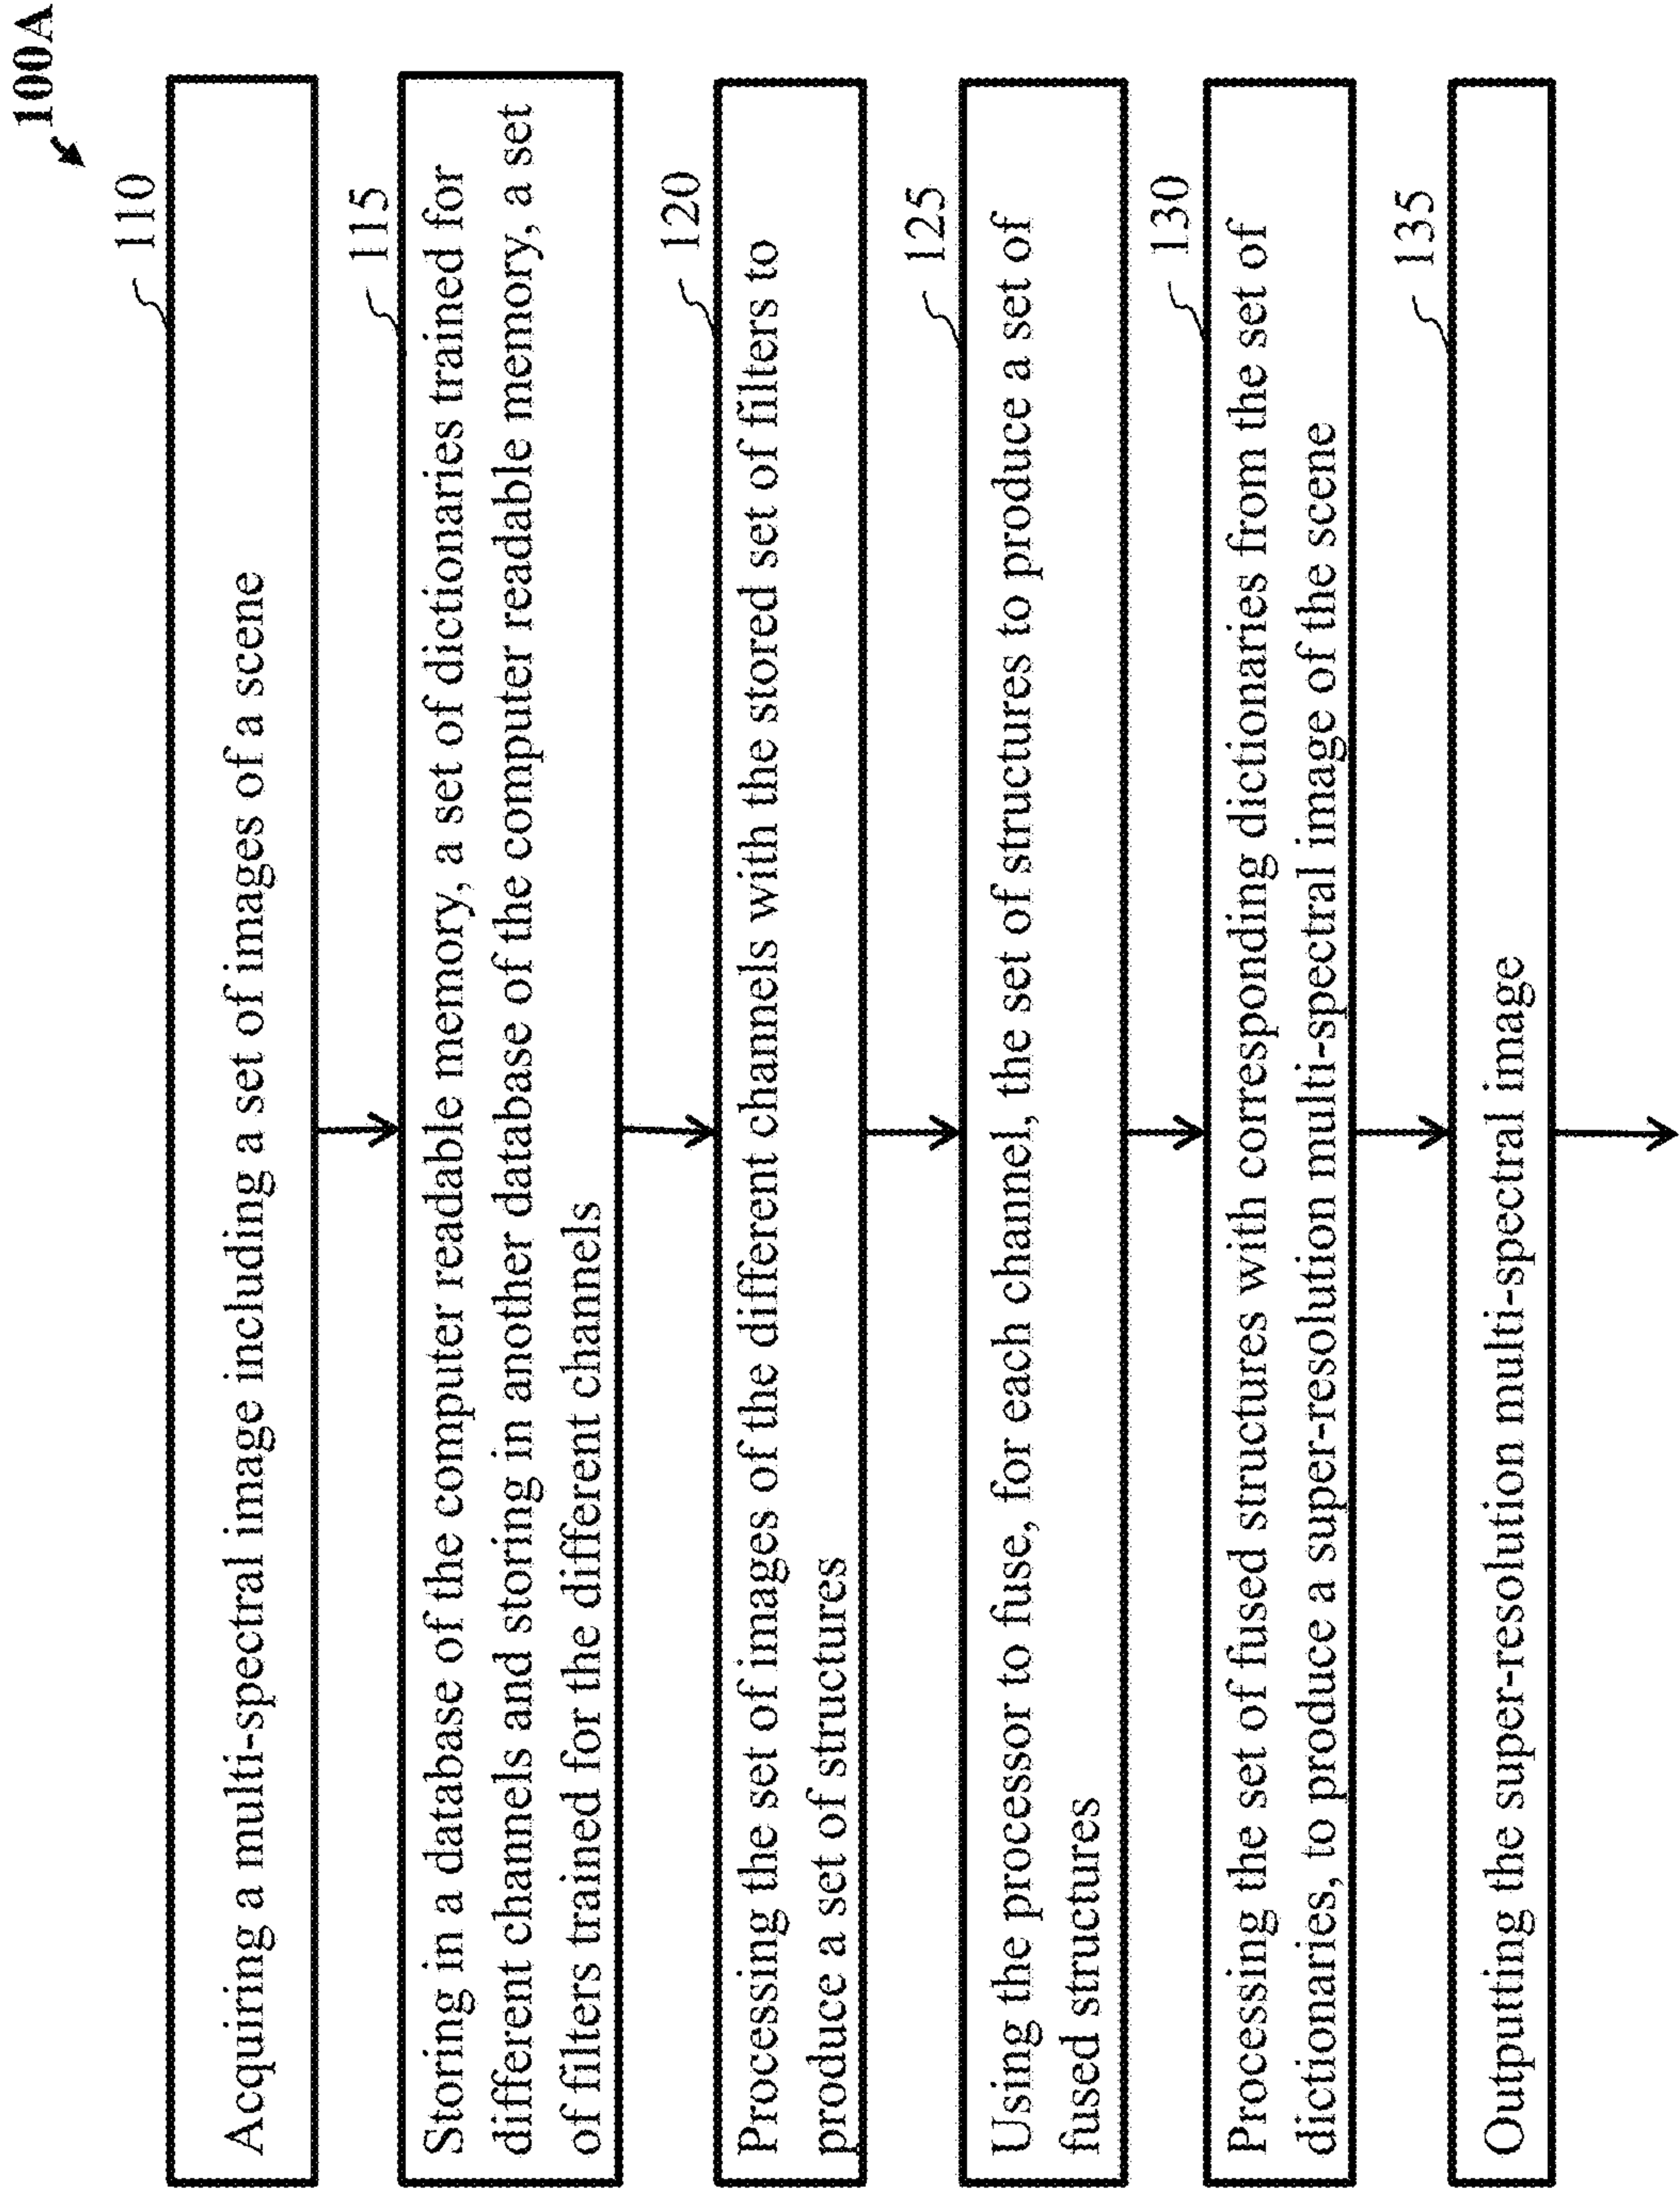 100A
110
Acquiring a multi-spectral image including a set of images of a scene
115
Storing in a database of the computer readable memory, a set of dictionaries trained for
different channels and storing in another database of the computer readable memory, a set
of filters trained for the different channels
120
Processing the set of images of the different channels with the stored set of filters to
produce a set of structures
125
Using the processor to fuse, for each channel, the set of structures to produce a set of
fused structures
130
Processing the set of fused structures with corresponding dictionaries from the set of
dictionaries, to produce a super-resolution multi-spectral image of the scene
135
Outputting the super-resolution multi-spectral image